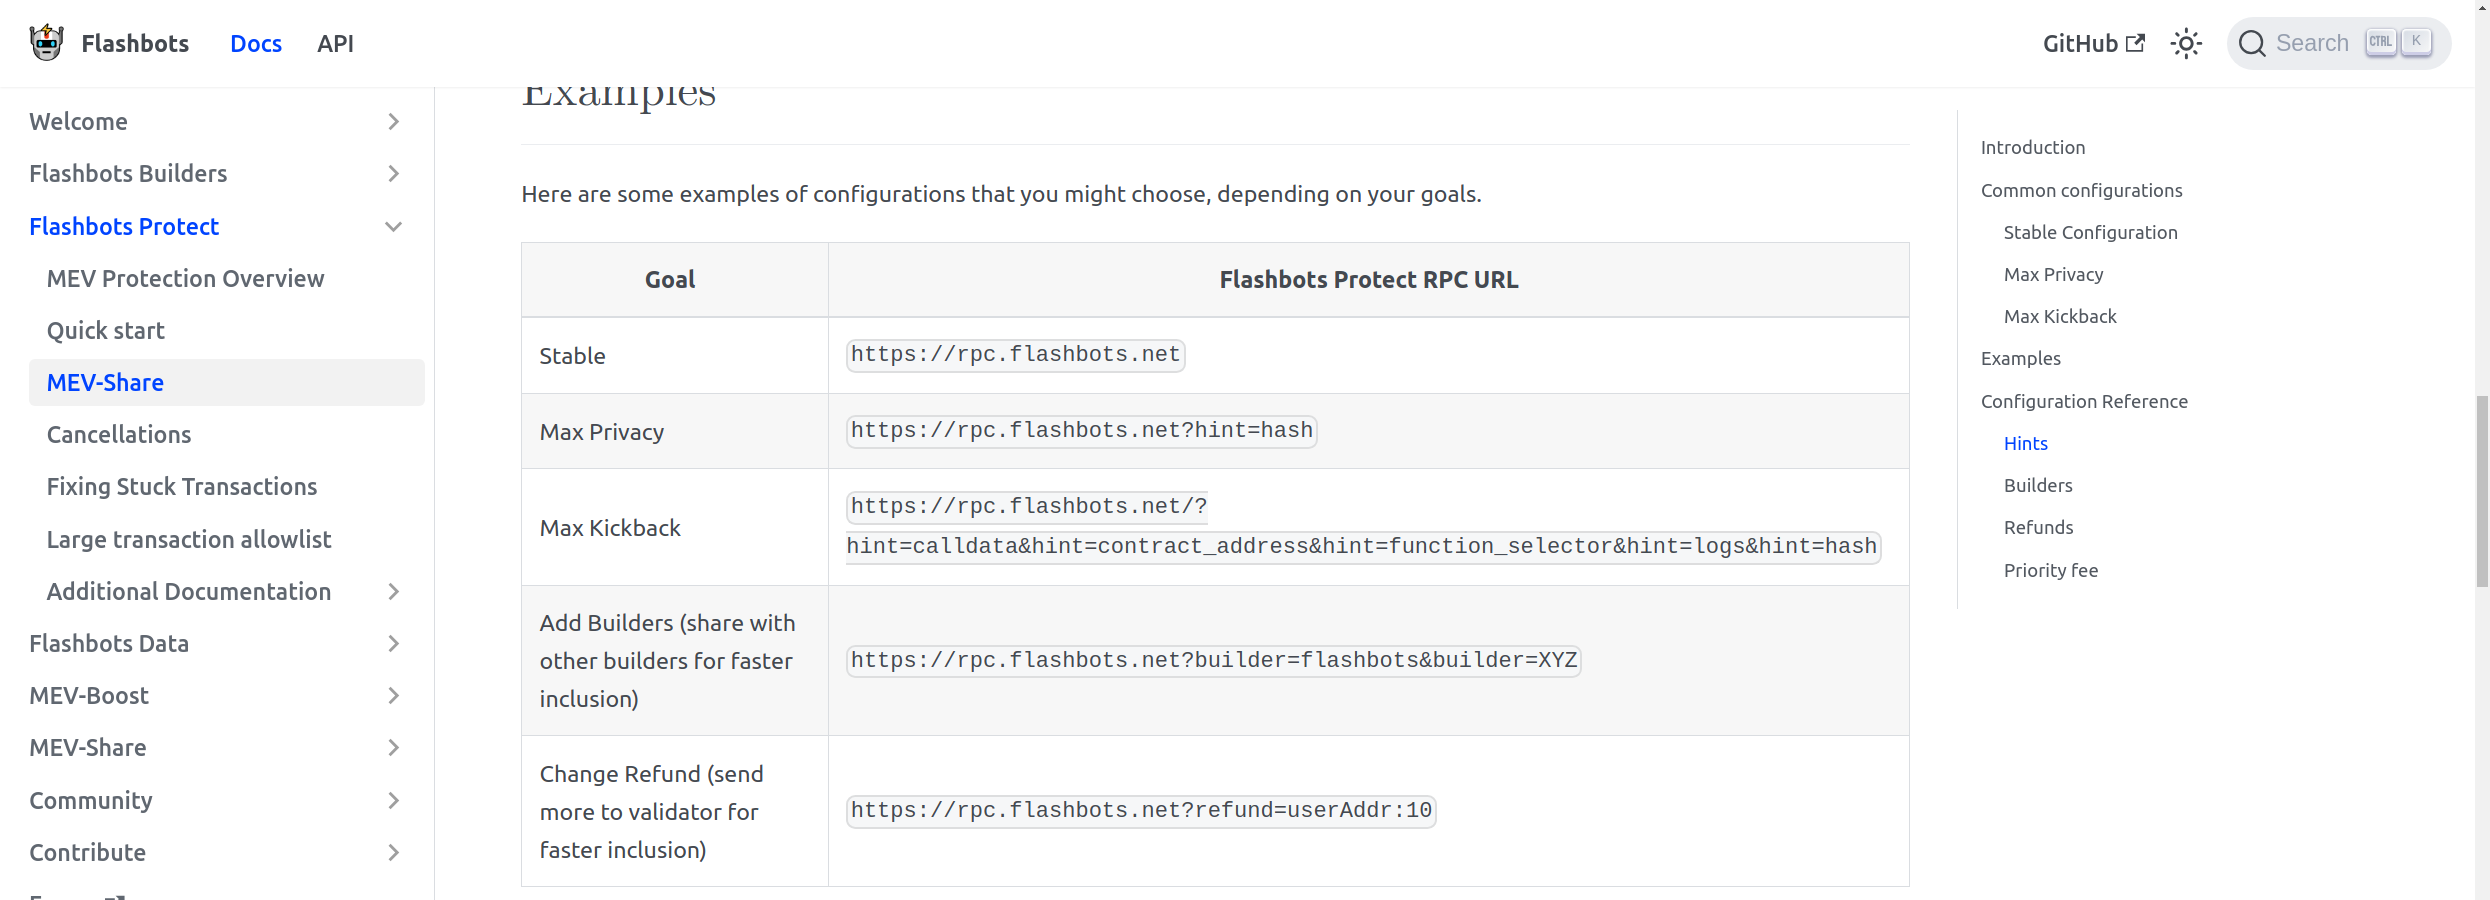 Flashbots Docs API GitHub Search CTRL K
Welcome
Flashbots Builders
Flashbots Protect
MEV Protection Overview
Quick start
MEV-Share
Cancellations
Fixing Stuck Transactions
Large transaction allowlist
Additional Documentation
Flashbots Data
MEV-Boost
MEV-Share
Community
Contribute
Examples
Here are some examples of configurations that you might choose, depending on your goals.
Goal Flashbots Protect RPC URL
Stable https://rpc.flashbots.net
Max Privacy https://rpc.flashbots.net?hint=hash
Max Kickback https://rpc.flashbots.net/?
hint=calldata&hint=contract_address&hint=function_selector&hint=logs&hint=hash
Add Builders (share with
other builders for faster
inclusion)
https://rpc.flashbots.net?builder=flashbots&builder=XYZ
Change Refund (send
more to validator for
faster inclusion)
https://rpc.flashbots.net?refund=userAddr:10
Introduction
Common configurations
Stable Configuration
Max Privacy
Max Kickback
Examples
Configuration Reference
Hints
Builders
Refunds
Priority fee